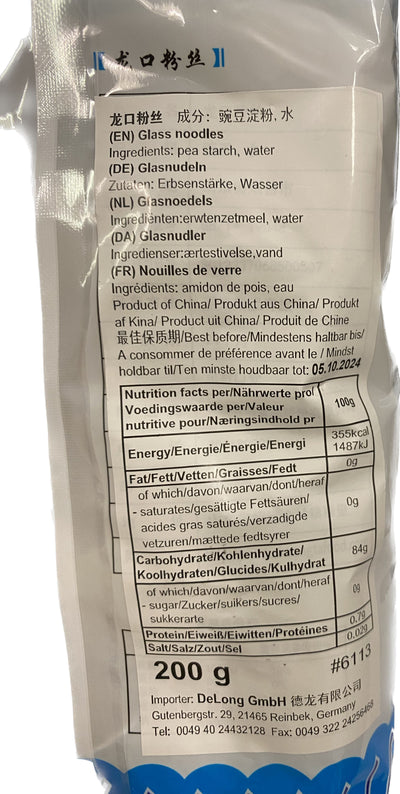 龙口粉丝
龙口粉丝 成分: 豌豆淀粉, 水
(EN) Glass noodles
Ingredients: pea starch, water
(DE) Glasnudeln
Zutaten: Erbsenstärke, Wasser
(NL) Glasnoedels
Ingrediënten:erwtenzetmeel, water
(DA) Glasnudler
Ingredienser:ærtestivelse,vand
(FR) Nouilles de verre
Ingrédients: amidon de pois, eau
Product of China/ Produkt aus China/ Produkt
af Kina/ Product uit China/ Produit de Chine
最佳保质期/Best before/Mindestens haltbar bis/
A consommer de préférence avant le / Mindst
holdbar til/Ten minste houdbaar tot: 05.10.2024
Nutrition facts per/Nährwerte pro/
Voedingswaarde per/Valeur
nutritive pour/Næringsindhold pr 100g
Energy/Energie/Énergie/Energi 355kcal
1487kJ
Fat/Fett/Vetten/Graisses/Fedt 0g
of which/davon/waarvan/dont/heraf
- saturates/gesättigte Fettsäuren/
acides gras saturés/verzadigde
vetzuren/mættede fedtsyrer 0g
Carbohydrate/Kohlenhydrate/
Koolhydraten/Glucides/Kulhydrat 84g
of which/davon/waarvan/dont/heraf
- sugar/Zucker/suikers/sucres/
sukkerarte 0g
Protein/Eiweiß/Eiwitten/Protéines 0.7g
Salt/Salz/Zout/Sel 0.02g
200 g #6113
Importer: DeLong GmbH 德龙有限公司
Gutenbergstr. 29, 21465 Reinbek, Germany
Tel: 0049 40 24432128 Fax: 0049 322 24256468